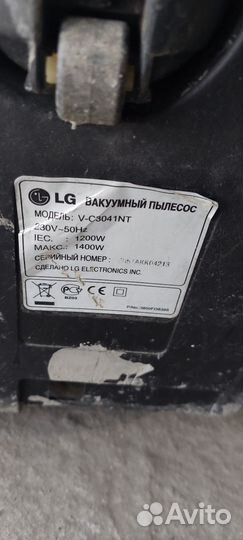 LG ВАКУУМНЫЙ ПЫЛЕСОС
МОДЕЛЬ: V-C3041NT
230V~50Hz
IEC. : 1200W
МАКС. : 1400W
СЕРИЙНЫЙ НОМЕР :
СДЕЛАНО LG ELECTRONICS INC.
Avito